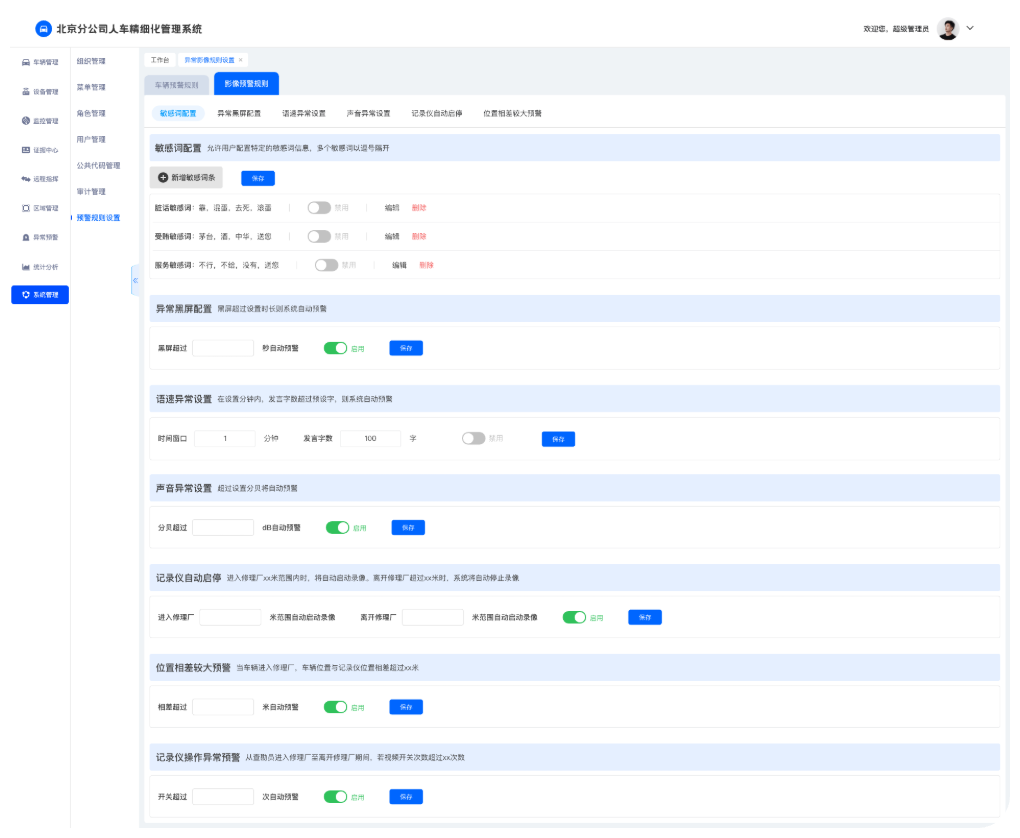 北京分公司人车精细化管理系统
欢迎您，超级管理员
车辆管理
设备管理
监控管理
证据中心
远程指挥
区域管理
异常预警
统计分析
系统管理
组织管理
菜单管理
角色管理
用户管理
公共代码管理
审计管理
预警规则设置
工作台 异常影像规则设置 ×
车辆预警规则 影像预警规则
敏感词配置 异常黑屏配置 语速异常设置 声音异常设置 记录仪自动启停 位置相差较大预警
敏感词配置 允许用户配置特定的敏感词信息，多个敏感词以逗号隔开
新增敏感词条 保存
脏话敏感词：靠，混蛋，去死，滚蛋 禁用 编辑 删除
受贿敏感词：茅台，酒，中华，送您 禁用 编辑 删除
服务敏感词：不行，不给，没有，送您 禁用 编辑 删除
异常黑屏配置 黑屏超过设置时长则系统自动预警
黑屏超过 秒自动预警 启用 保存
语速异常设置 在设置分钟内，发言字数超过预设字，则系统自动预警
时间窗口 1 分钟 发言字数 100 字 禁用 保存
声音异常设置 超过设置分贝将自动预警
分贝超过 dB自动预警 启用 保存
记录仪自动启停 进入修理厂xx米范围内时，将自动启动录像。离开修理厂超过xx米时，系统将自动停止录像
进入修理厂 米范围自动启动录像 离开修理厂 米范围自动启动录像 启用 保存
位置相差较大预警 当车辆进入修理厂，车辆位置与记录仪位置相差超过xx米
相差超过 米自动预警 启用 保存
记录仪操作异常预警 从查勘员进入修理厂至离开修理厂期间，若视频开关次数超过xx次数
开关超过 次自动预警 启用 保存